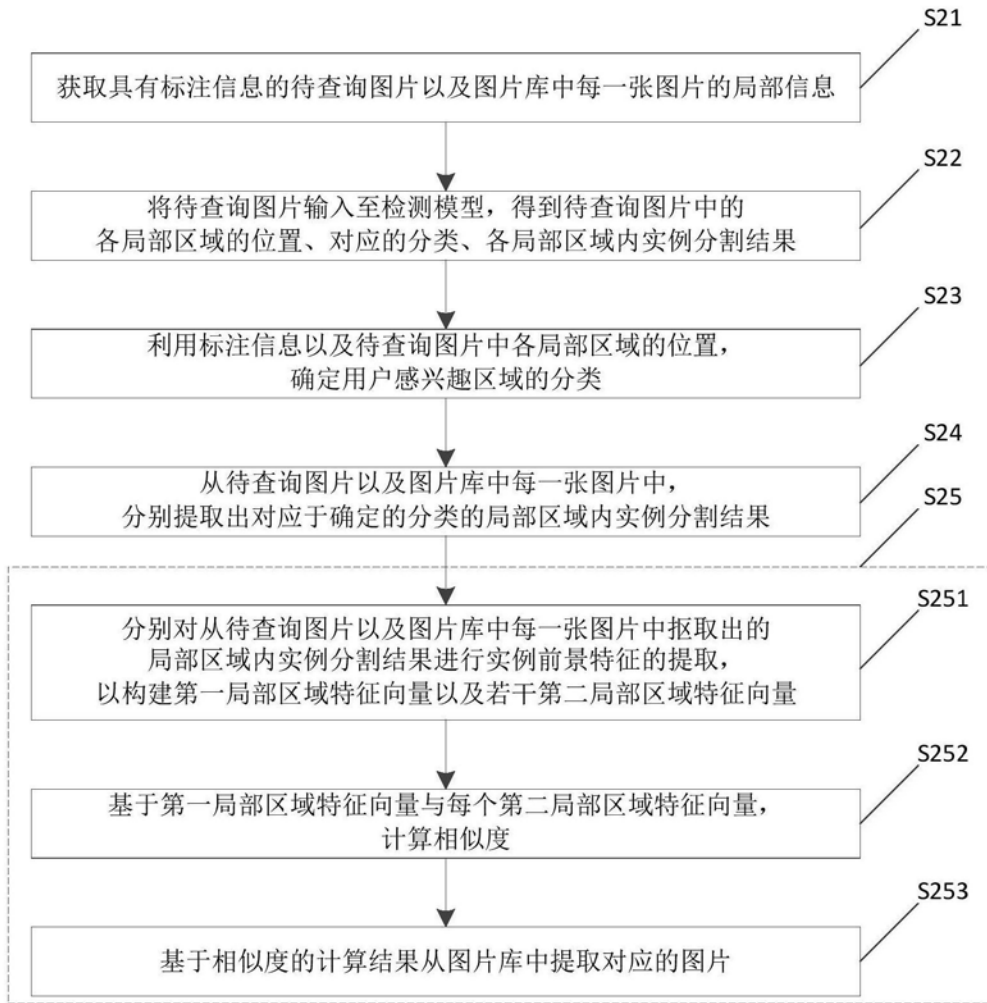 S21
获取具有标注信息的待查询图片以及图片库中每一张图片的局部信息
S22
将待查询图片输入至检测模型，得到待查询图片中的
各局部区域的位置、对应的分类、各局部区域内实例分割结果
S23
利用标注信息以及待查询图片中各局部区域的位置，
确定用户感兴趣区域的分类
S24
从待查询图片以及图片库中每一张图片中，
分别提取出对应于确定的分类的局部区域内实例分割结果
S25
S251
分别对从待查询图片以及图片库中每一张图片中抠取出的
局部区域内实例分割结果进行实例前景特征的提取，
以构建第一局部区域特征向量以及若干第二局部区域特征向量
S252
基于第一局部区域特征向量与每个第二局部区域特征向量，
计算相似度
S253
基于相似度的计算结果从图片库中提取对应的图片